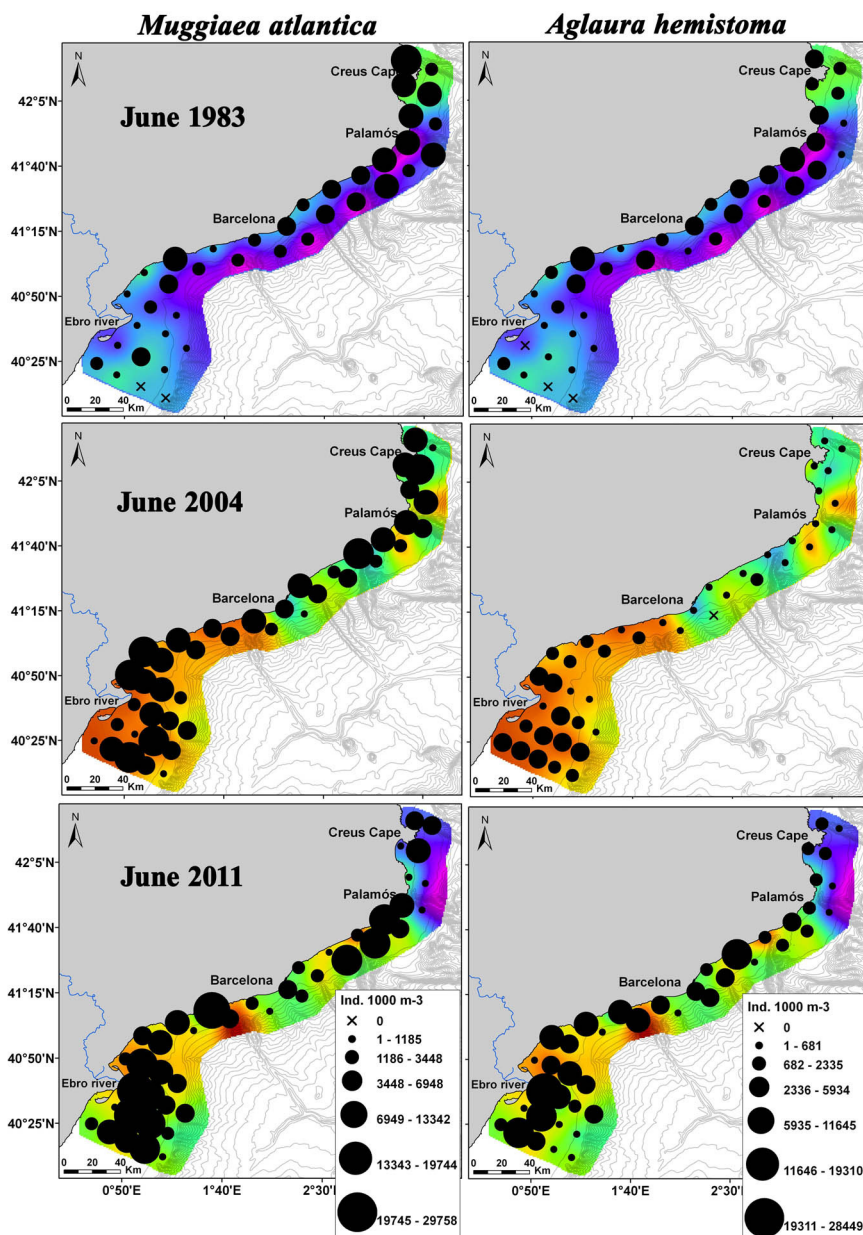 Muggiaea atlantica
Aglaura hemistoma
N
Creus Cape
42°5'N
June 1983
Palamós
41°40'N
Barcelona
41°15'N
40°50'N
Ebro river
40°25'N
0 20 40
Km
N
Creus Cape
Palamós
Barcelona
Ebro river
0 20 40
Km
N
Creus Cape
42°5'N
June 2004
Palamós
41°40'N
Barcelona
41°15'N
40°50'N
Ebro river
40°25'N
0 20 40
Km
N
Creus Cape
Palamós
Barcelona
Ebro river
0 20 40
Km
N
Creus Cape
42°5'N
June 2011
Palamós
41°40'N
Barcelona
41°15'N
40°50'N
Ebro river
40°25'N
0 20 40
Km
0°50'E 1°40'E 2°30'E
Ind. 1000 m-3
0
1 - 1185
1186 - 3448
3448 - 6948
6949 - 13342
13343 - 19744
19745 - 29758
N
Creus Cape
Palamós
Barcelona
Ebro river
0 20 40
Km
0°50'E 1°40'E 2°30'E
Ind. 1000 m-3
0
1 - 681
682 - 2335
2336 - 5934
5935 - 11645
11646 - 19310
19311 - 28449